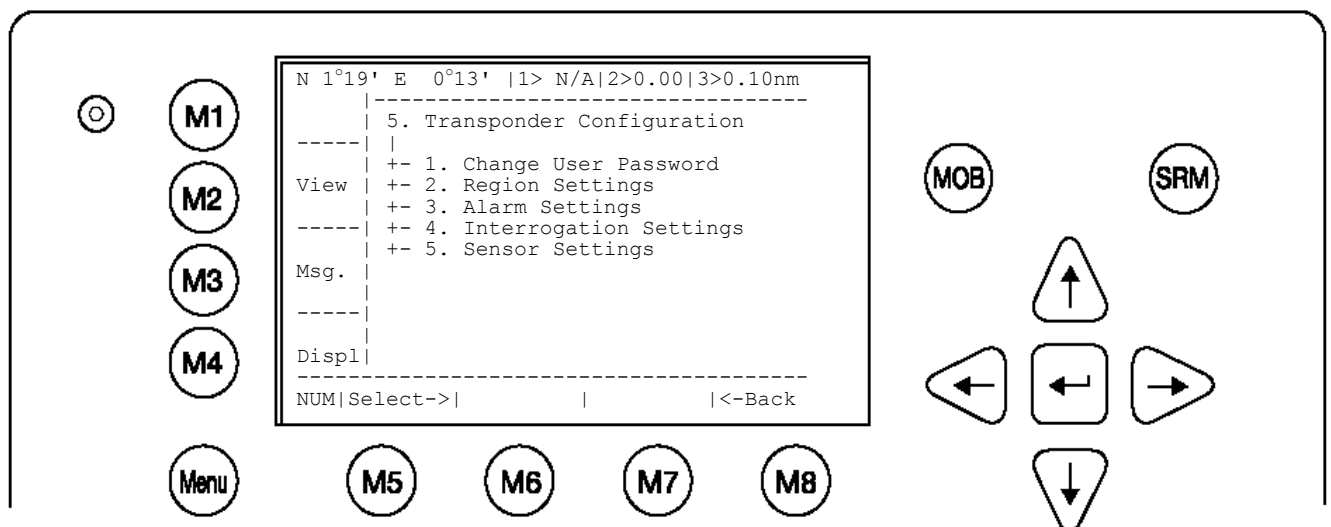 N 1°19' E 0°13' |1> N/A|2>0.00|3>0.10nm
M1
5. Transponder Configuration
+- 1. Change User Password
MOB
SRM
View | +- 2. Region Settings
M2
+- 3. Alarm Settings
-----| +- 4. Interrogation Settings
+- 5. Sensor Settings
Msg. |
M3
Displ|
M4
NUM|Select->| | |<-Back
Menu
M5
M6
M7
M8